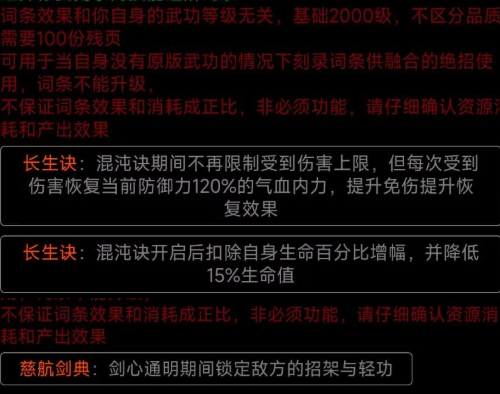 词条效果和你自身的武功等级无关，基础2000级，不区分品质
需要100份残页
可用于当自身没有原版武功的情况下刻录词条供融合的绝招使
用，词条不能升级，
不保证词条效果和消耗成正比，非必须功能，请仔细确认资源消
耗和产出效果
长生诀：混沌诀期间不再限制受到伤害上限，但每次受到
伤害恢复当前防御力120%的气血内力，提升免伤提升恢
复效果
长生诀：混沌诀开启后扣除自身生命百分比增幅，并降低
15%生命值
不保证词条效果和消耗成正比，非必须功能，请仔细确认资源消
耗和产出效果
慈航剑典：剑心通明期间锁定敌方的招架与轻功